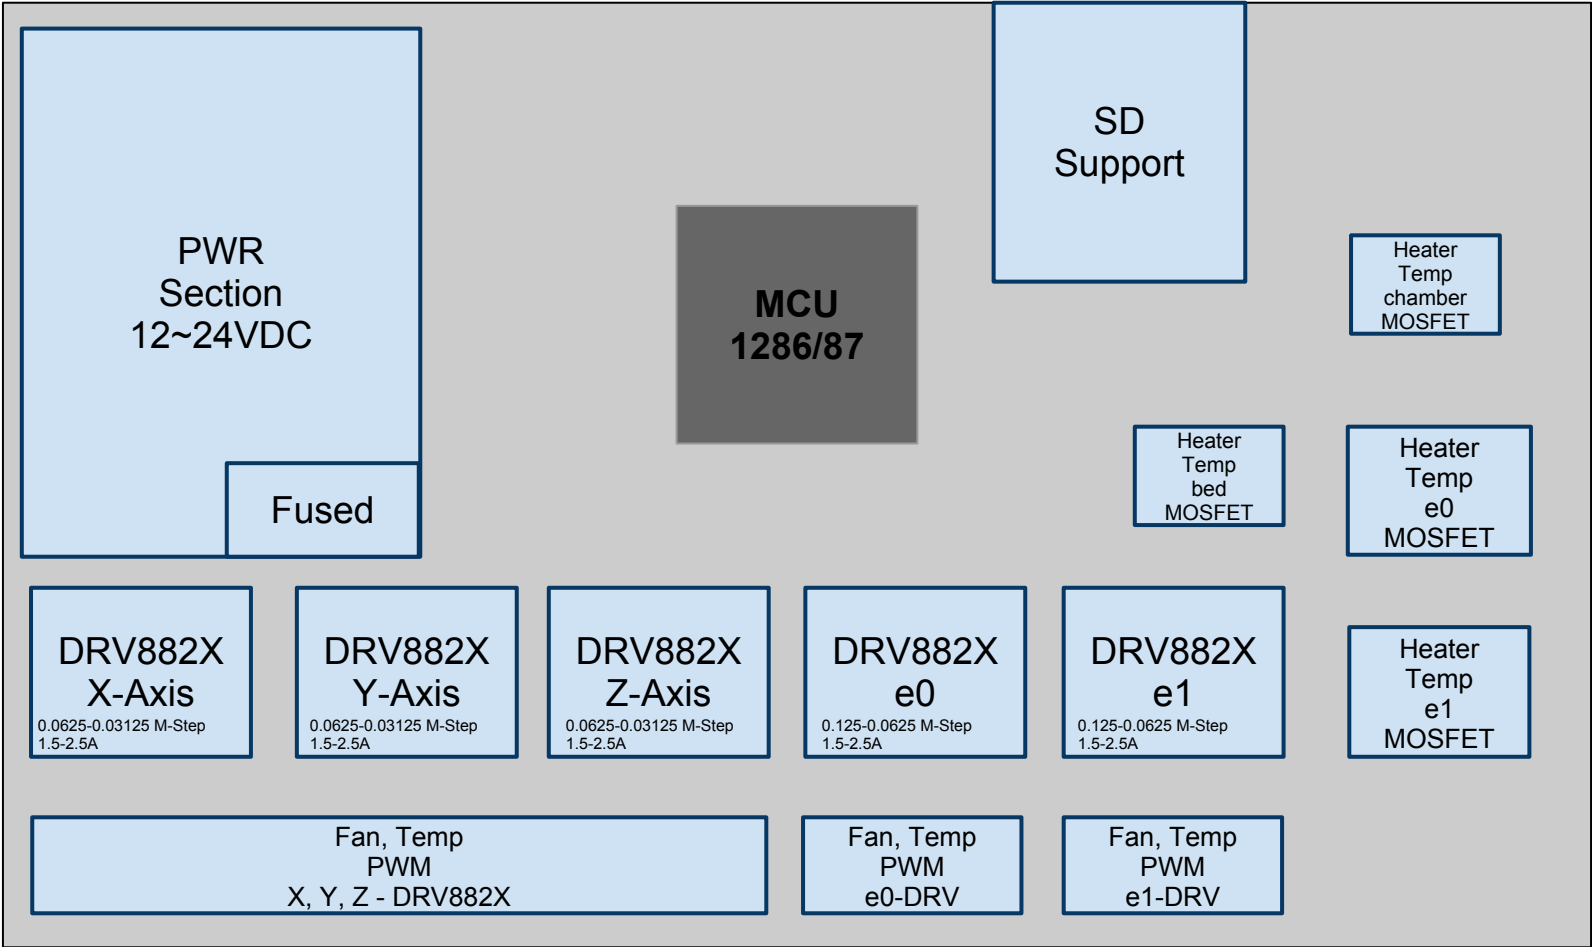 PWR
Section
12~24VDC
Fused
SD
Support
MCU
1286/87
Heater
Temp
chamber
MOSFET
Heater
Temp
bed
MOSFET
Heater
Temp
e0
MOSFET
DRV882X
X-Axis
0.0625-0.03125 M-Step
1.5-2.5A
DRV882X
Y-Axis
0.0625-0.03125 M-Step
1.5-2.5A
DRV882X
Z-Axis
0.0625-0.03125 M-Step
1.5-2.5A
DRV882X
e0
0.125-0.0625 M-Step
1.5-2.5A
DRV882X
e1
0.125-0.0625 M-Step
1.5-2.5A
Heater
Temp
e1
MOSFET
Fan, Temp
PWM
X, Y, Z - DRV882X
Fan, Temp
PWM
e0-DRV
Fan, Temp
PWM
e1-DRV